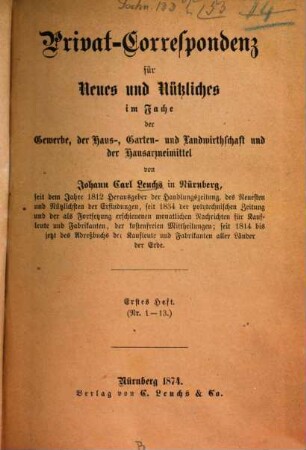 Privat-Correspondenz
für
Neues und Nützliches
im Fache
der
Gewerbe, der Haus-, Garten- und Landwirthschaft und
der Hausarzneimittel
von
Johann Carl Leuchs in Nürnberg,
seit dem Jahre 1812 Herausgeber der Handlungszeitung, des Neuesten
und Nützlichsten der Erfindungen, seit 1834 der polytechnischen Zeitung
und der als Fortsetzung erschienenen monatlichen Nachrichten für Kauf-
leute und Fabrikanten, der kostenfreien Mittheilungen; seit 1814 bis
jetzt des Adreßbuchs der Kaufleute und Fabrikanten aller Länder
der Erde.
Erstes Heft.
(Nr. 1—13.)
Nürnberg 1874.
Verlag von C. Leuchs & Co.
B